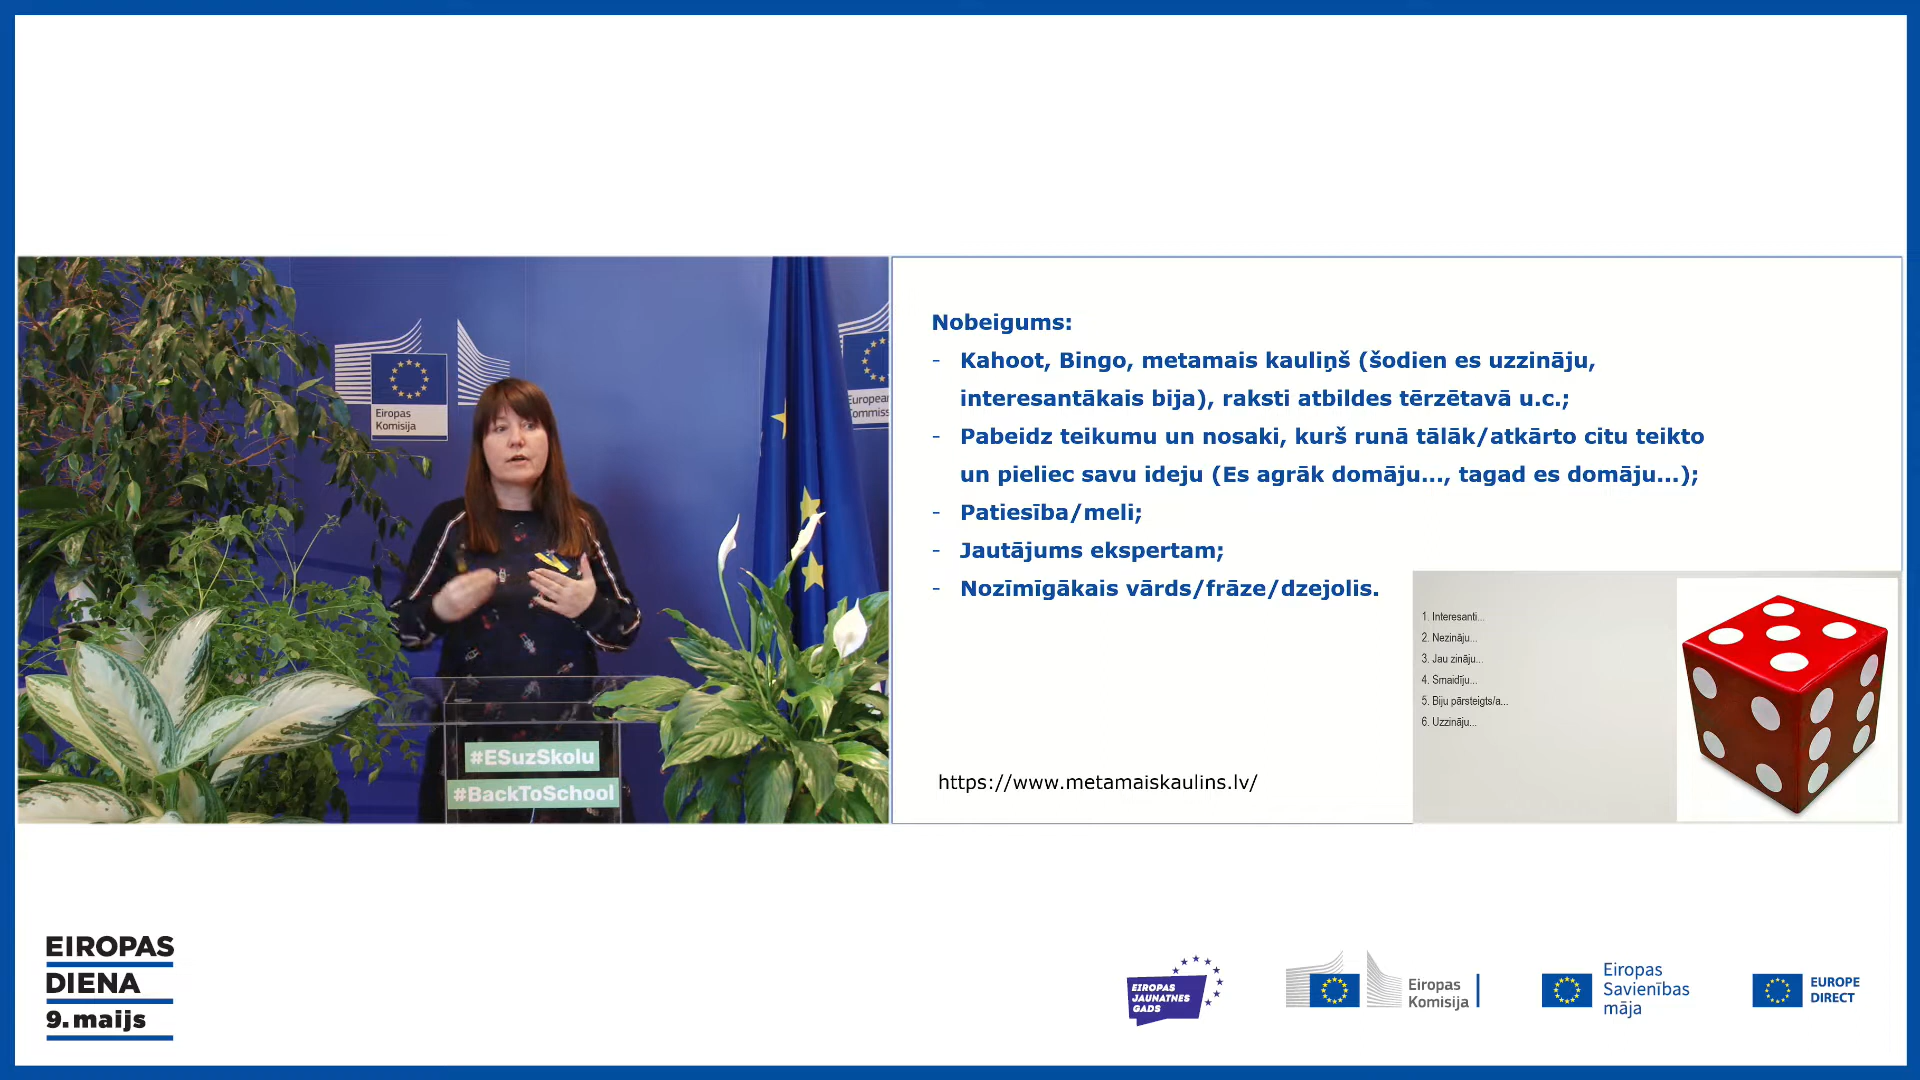 Eiropas
Komisija
European
Commiss
#ESuzSkolu
#BackToSchool
Nobeigums:
- Kahoot, Bingo, metamais kauliņš (šodien es uzzināju,
interesantākais bija), raksti atbildes tērzētavā u.c.;
- Pabeidz teikumu un nosaki, kurš runā tālāk/atkārto citu teikto
un pieliec savu ideju (Es agrāk domāju..., tagad es domāju...);
- Patiesība/meli;
- Jautājums ekspertam;
- Nozīmīgākais vārds/frāze/dzejolis.
1. Interesanti...
2. Nezināju...
3. Jau zināju...
4. Smaidīju...
5. Biju pārsteigts/a...
6. Uzzināju...
https://www.metamaiskaulins.lv/
EIROPAS
DIENA
9. maijs
EIROPAS
JAUNATNES
GADS
Eiropas
Komisija
Eiropas
Savienības
māja
EUROPE
DIRECT